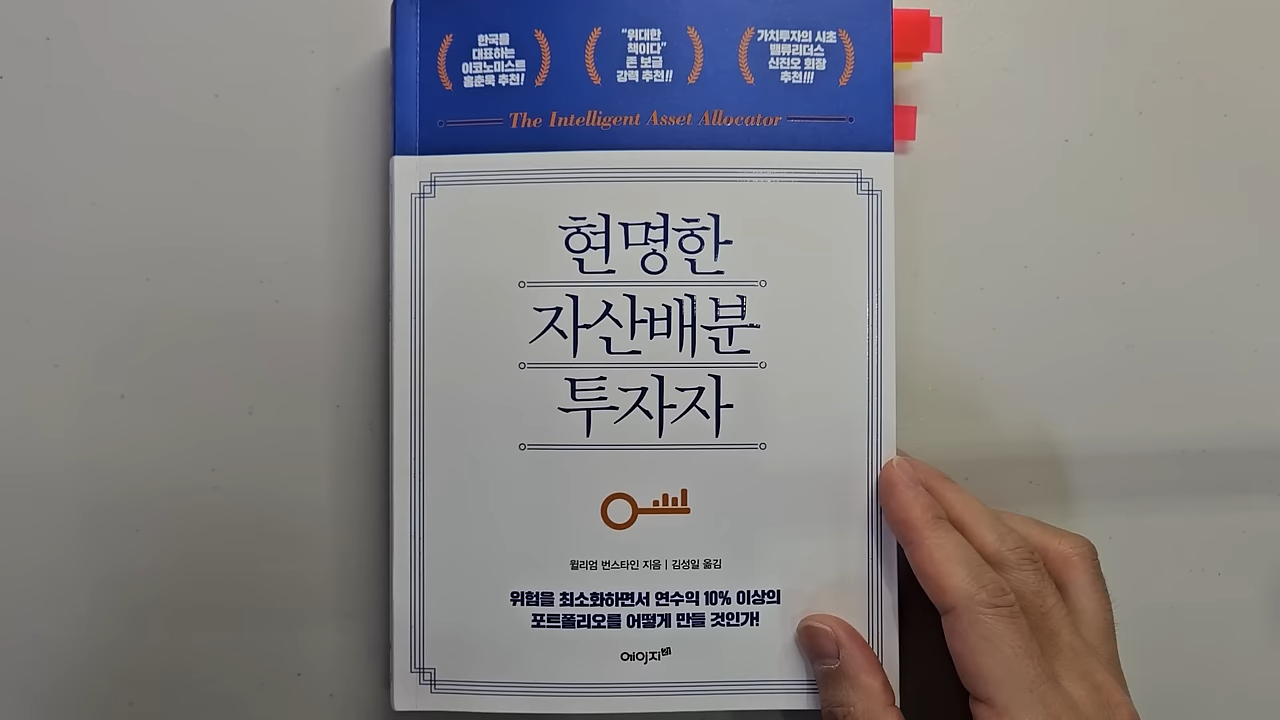 한국을
대표하는
이코노미스트
홍춘욱 추천!
“위대한
책이다”
존 보글
강력 추천!!
가치투자의 시초
밸류리더스
신진오 회장
추천!!!
The Intelligent Asset Allocator
현명한
자산배분
투자자
윌리엄 번스타인 지음 | 김성일 옮김
위험을 최소화하면서 연수익 10% 이상의
포트폴리오를 어떻게 만들 것인가!
에이지21